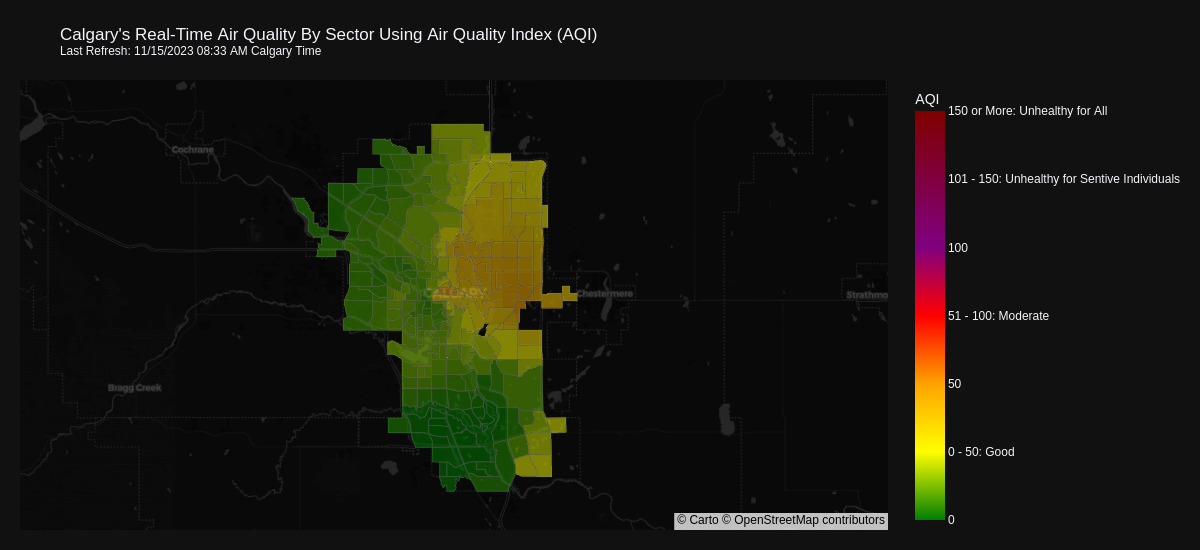 Calgary's Real-Time Air Quality By Sector Using Air Quality Index (AQI)
Last Refresh: 11/15/2023 08:33 AM Calgary Time
AQI
150 or More: Unhealthy for All
Cochrane
101 - 150: Unhealthy for Sentive Individuals
100
CALGARY
Chestermere
Strathmo
51 - 100: Moderate
50
Bragg Creek
0 - 50: Good
© Carto © OpenStreetMap contributors
0